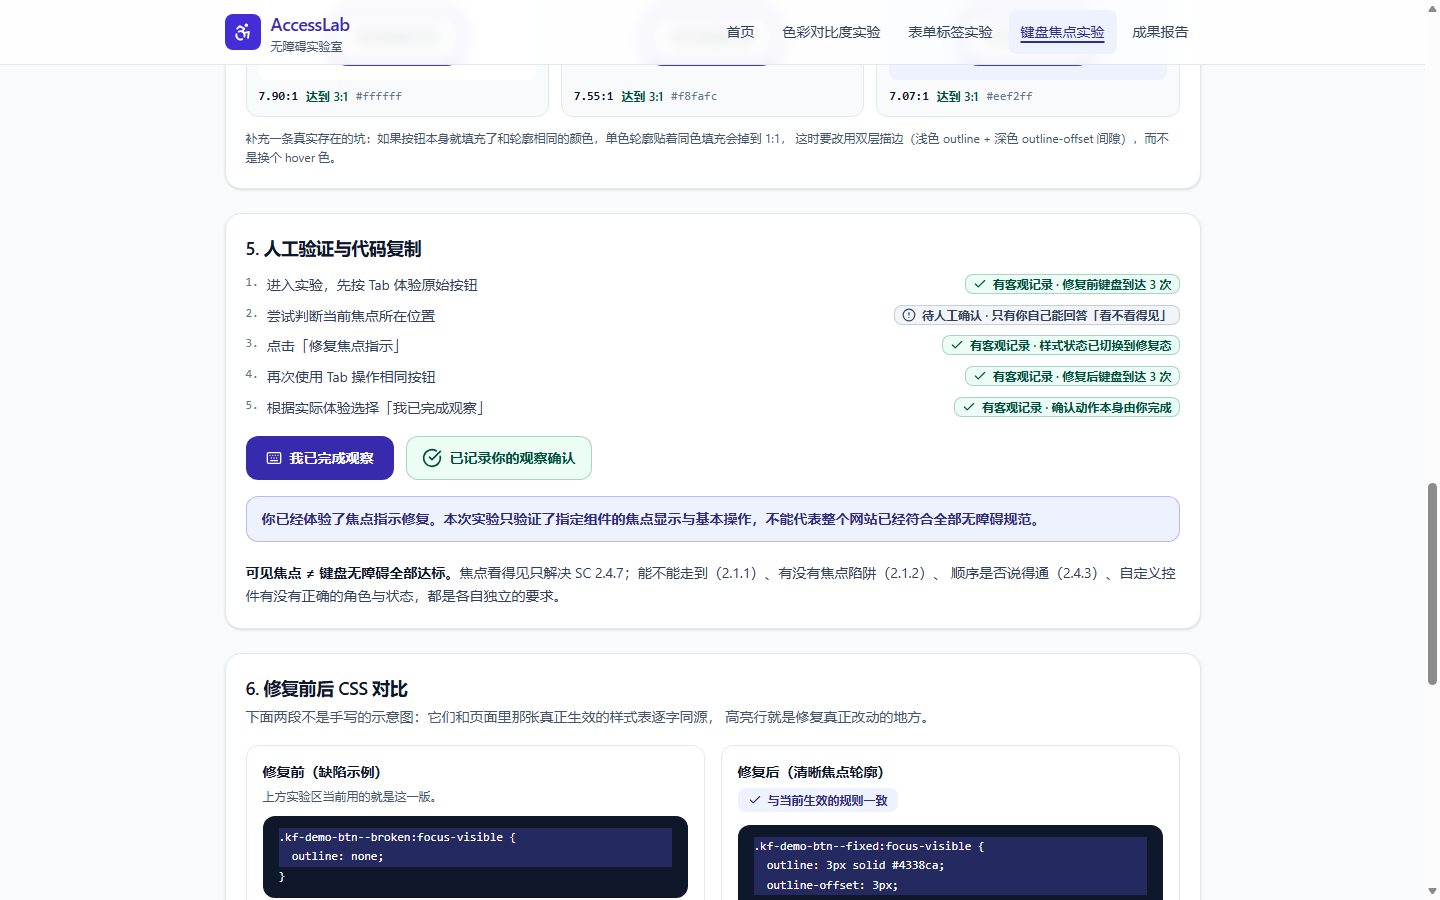 AccessLab
无障碍实验室
首页
色彩对比度实验
表单标签实验
键盘焦点实验
成果报告
7.90:1 达到 3:1 #ffffff
7.55:1 达到 3:1 #f8fafc
7.07:1 达到 3:1 #eef2ff
补充一条真实存在的坑：如果按钮本身就填充了和轮廓相同的颜色，单色轮廓贴着同色填充会掉到 1:1， 这时要改用双层描边（浅色 outline + 深色 outline-offset 间隙），而不
是换个 hover 色。
5. 人工验证与代码复制
1. 进入实验，先按 Tab 体验原始按钮
有客观记录 · 修复前键盘到达 3 次
2. 尝试判断当前焦点所在位置
待人工确认 · 只有你自己能回答「看不看得见」
3. 点击「修复焦点指示」
有客观记录 · 样式状态已切换到修复态
4. 再次使用 Tab 操作相同按钮
有客观记录 · 修复后键盘到达 3 次
5. 根据实际体验选择「我已完成观察」
有客观记录 · 确认动作本身由你完成
我已完成观察
已记录你的观察确认
你已经体验了焦点指示修复。本次实验只验证了指定组件的焦点显示与基本操作，不能代表整个网站已经符合全部无障碍规范。
可见焦点 ≠ 键盘无障碍全部达标。焦点看得见只解决 SC 2.4.7；能不能走到（2.1.1）、有没有焦点陷阱（2.1.2）、 顺序是否说得通（2.4.3）、自定义控
件有没有正确的角色与状态，都是各自独立的要求。
6. 修复前后 CSS 对比
下面两段不是手写的示意图：它们和页面里那张真正生效的样式表逐字同源， 高亮行就是修复真正改动的地方。
修复前（缺陷示例）
上方实验区当前用的就是这一版。
.kf-demo-btn--broken:focus-visible {
  outline: none;
}
修复后（清晰焦点轮廓）
与当前生效的规则一致
.kf-demo-btn--fixed:focus-visible {
  outline: 3px solid #4338ca;
  outline-offset: 3px;